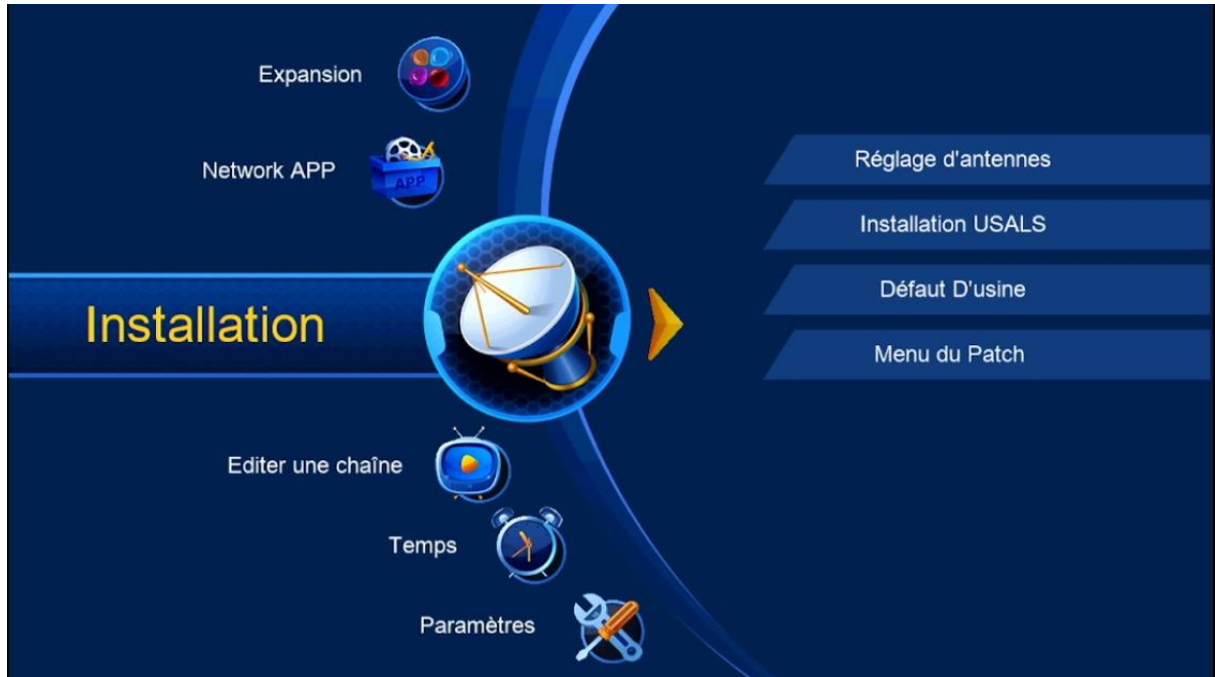 Expansion
Network APP
APP
Installation
Editer une chaîne
Temps
Paramètres
Réglage d'antennes
Installation USALS
Défaut D'usine
Menu du Patch